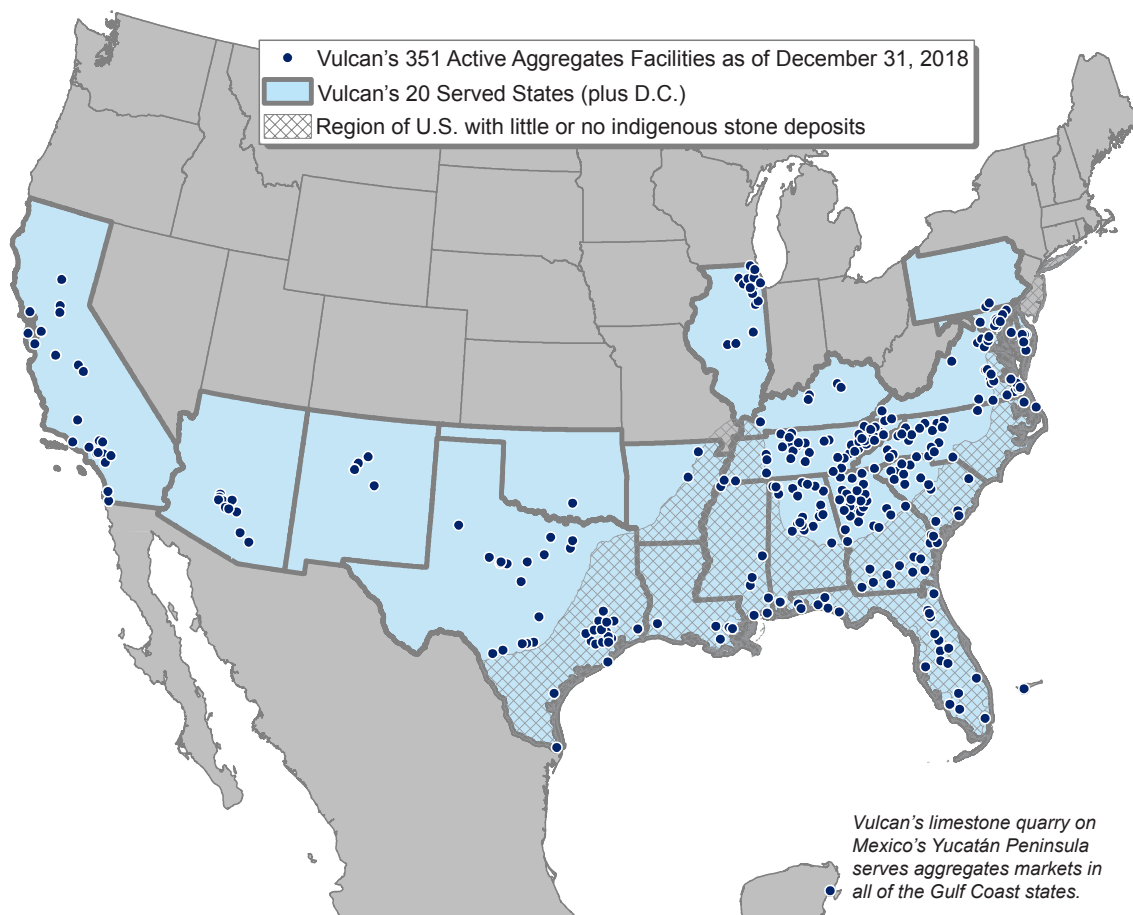 Vulcan's 351 Active Aggregates Facilities as of December 31, 2018
Vulcan's 20 Served States (plus D.C.)
Region of U.S. with little or no indigenous stone deposits
Vulcan's limestone quarry on
Mexico's Yucatán Peninsula
serves aggregates markets in
all of the Gulf Coast states.